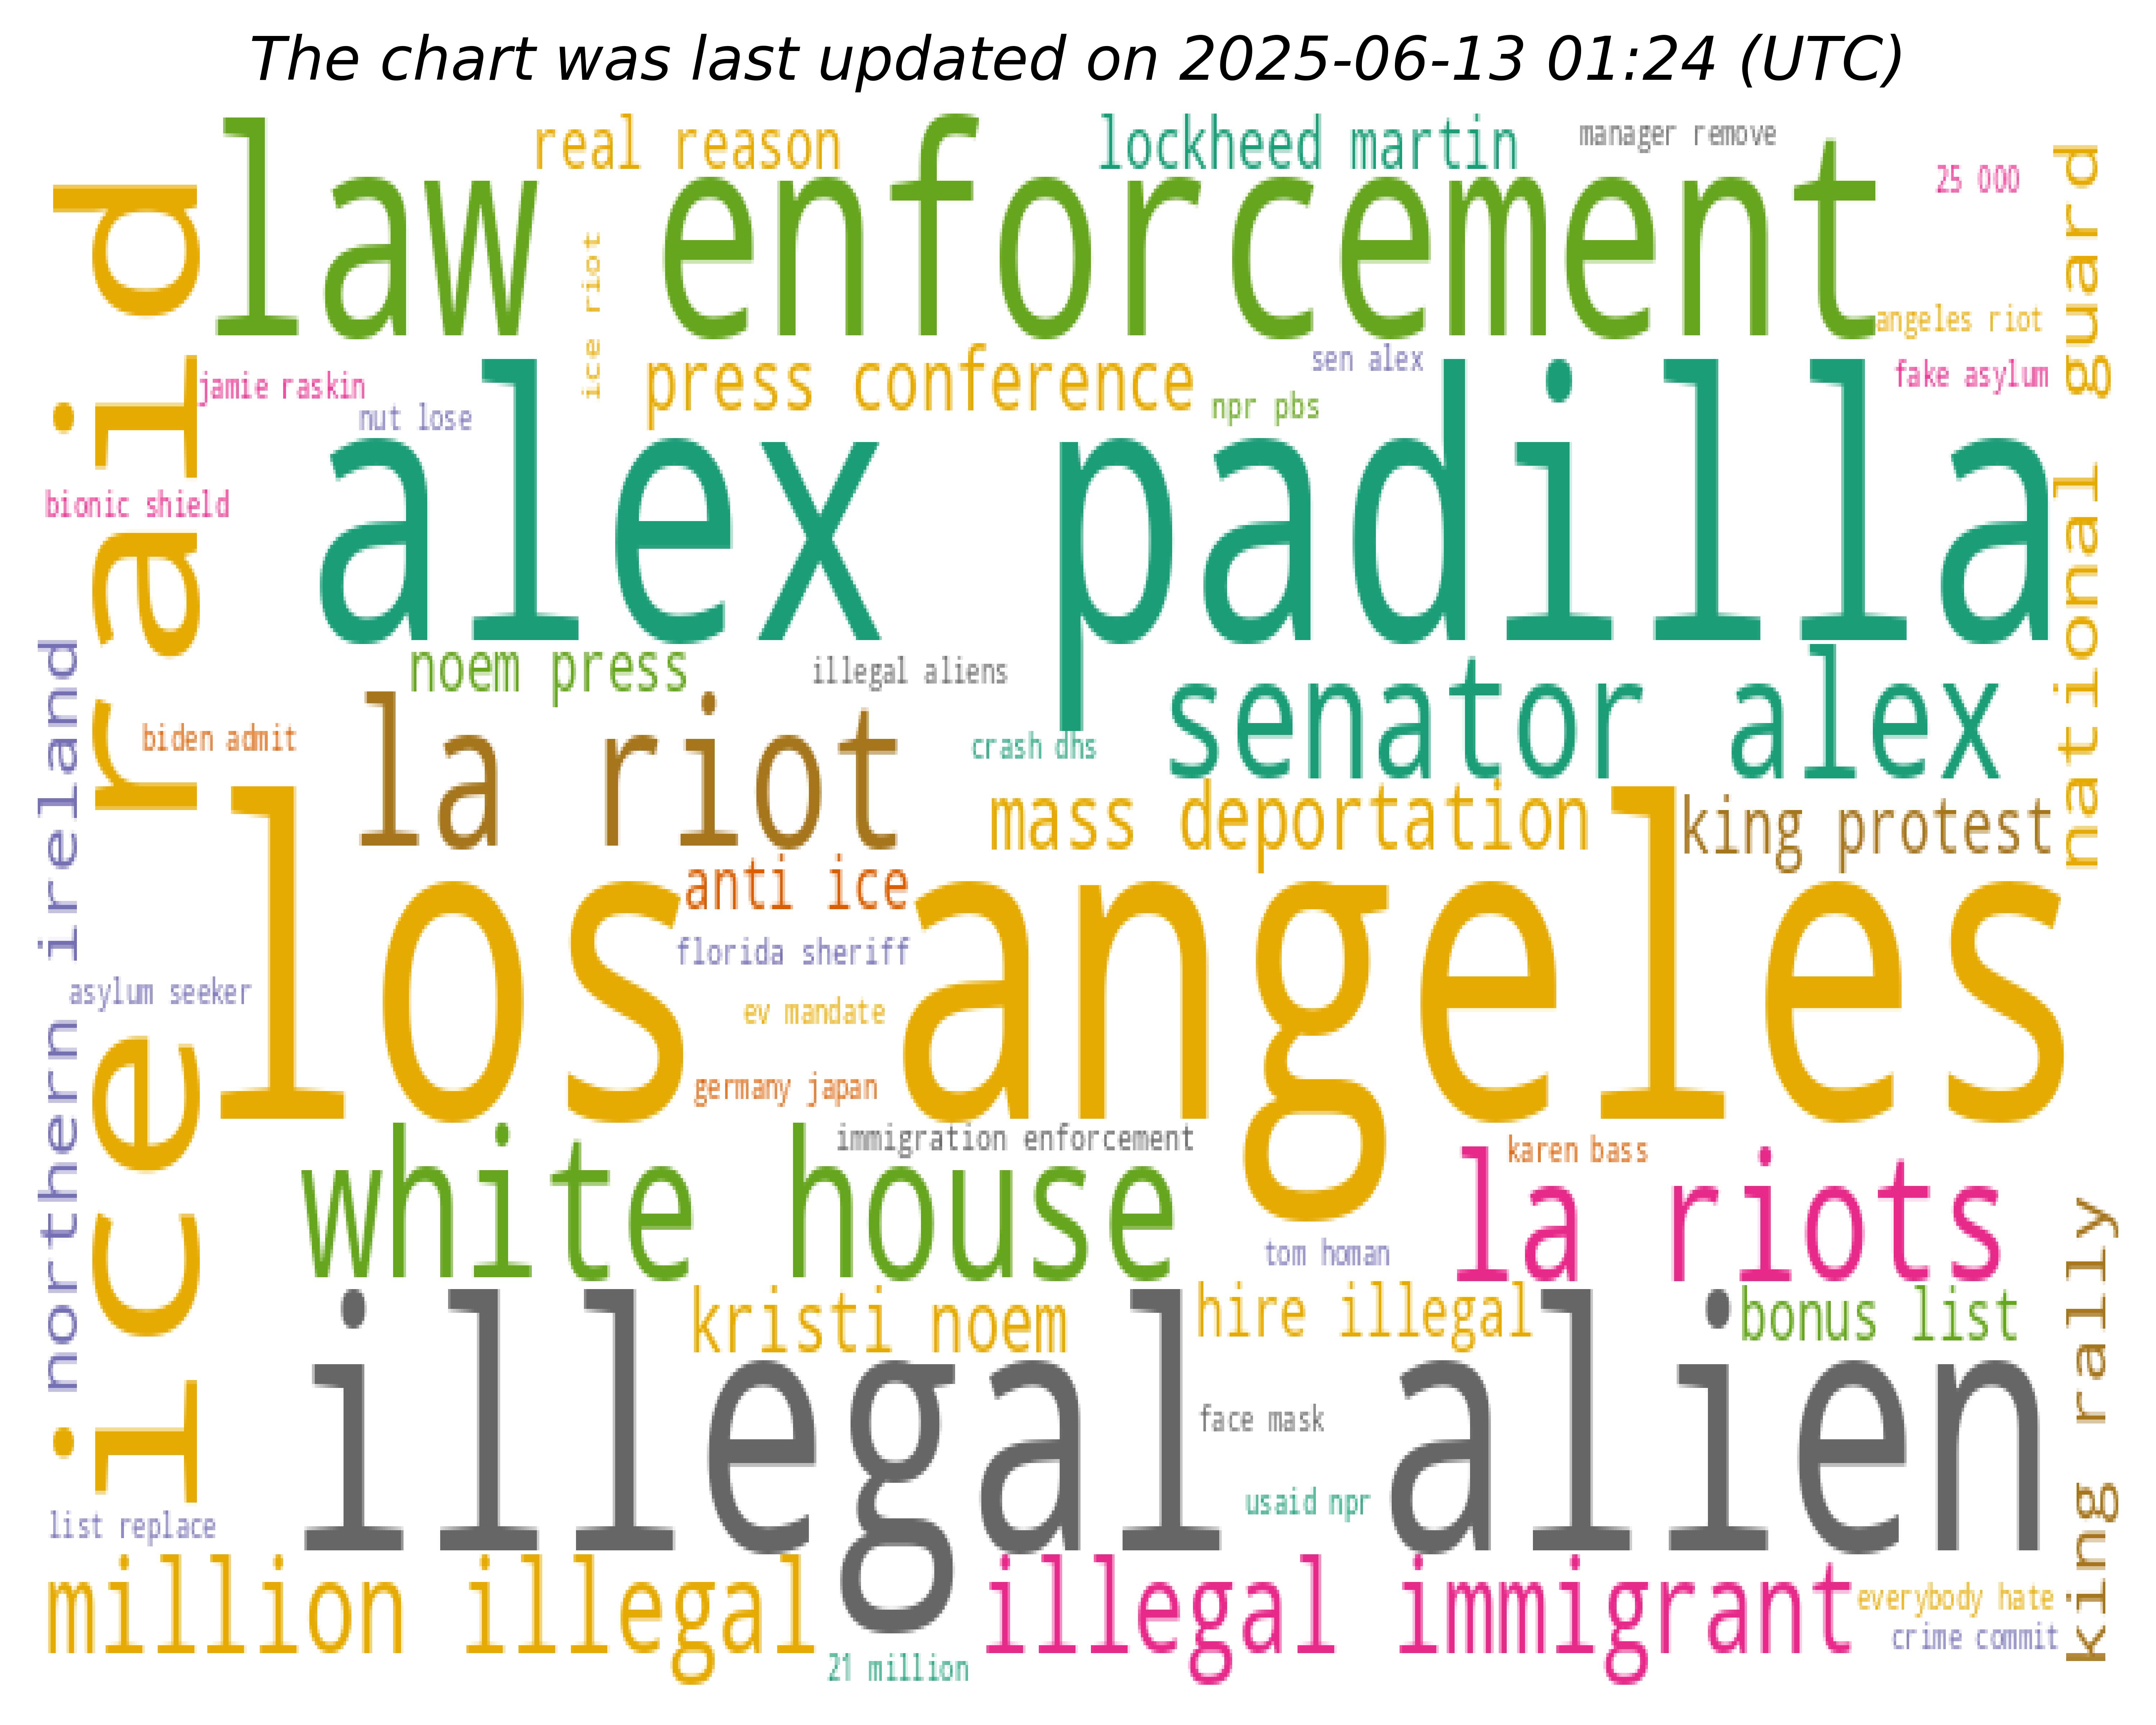 The chart was last updated on 2025-06-13 01:24 (UTC)
real reason
lockheed martin
manager remove
25 000
law enforcement
ice riot
angeles riot
national guard
ice raid
jamie raskin
nut lose
press conference
sen alex
npr pbs
fake asylum
bionic shield
alex padilla
noem press
illegal aliens
senator alex
northern ireland
biden admit
la riot
crash dhs
mass deportation
king protest
anti ice
los angeles
florida sheriff
asylum seeker
ev mandate
germany japan
immigration enforcement
karen bass
white house
la riots
tom homan
kristi noem
hire illegal
bonus list
king rally
illegal alien
face mask
usaid npr
list replace
million illegal
illegal immigrant
everybody hate
crime commit
21 million